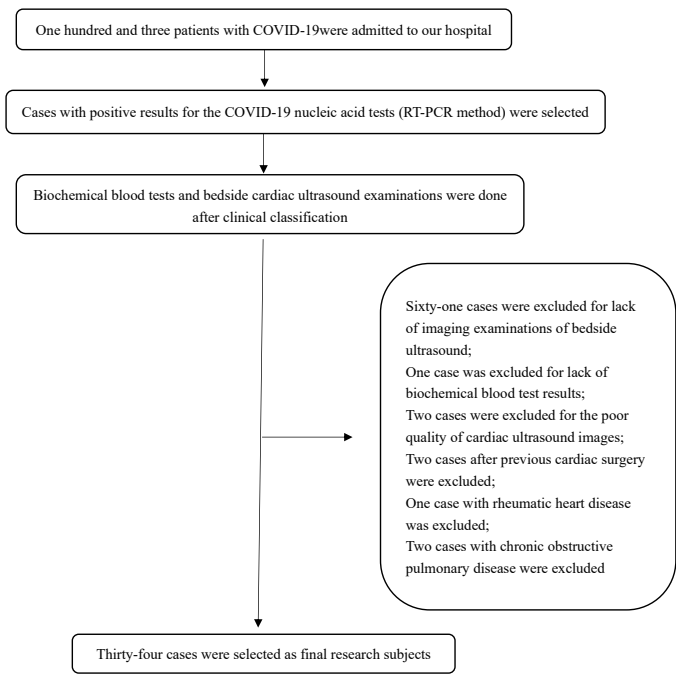 One hundred and three patients with COVID-19were admitted to our hospital
Cases with positive results for the COVID-19 nucleic acid tests (RT-PCR method) were selected
Biochemical blood tests and bedside cardiac ultrasound examinations were done
after clinical classification
Sixty-one cases were excluded for lack
of imaging examinations of bedside
ultrasound;
One case was excluded for lack of
biochemical blood test results;
Two cases were excluded for the poor
quality of cardiac ultrasound images;
Two cases after previous cardiac surgery
were excluded;
One case with rheumatic heart disease
was excluded;
Two cases with chronic obstructive
pulmonary disease were excluded
Thirty-four cases were selected as final research subjects